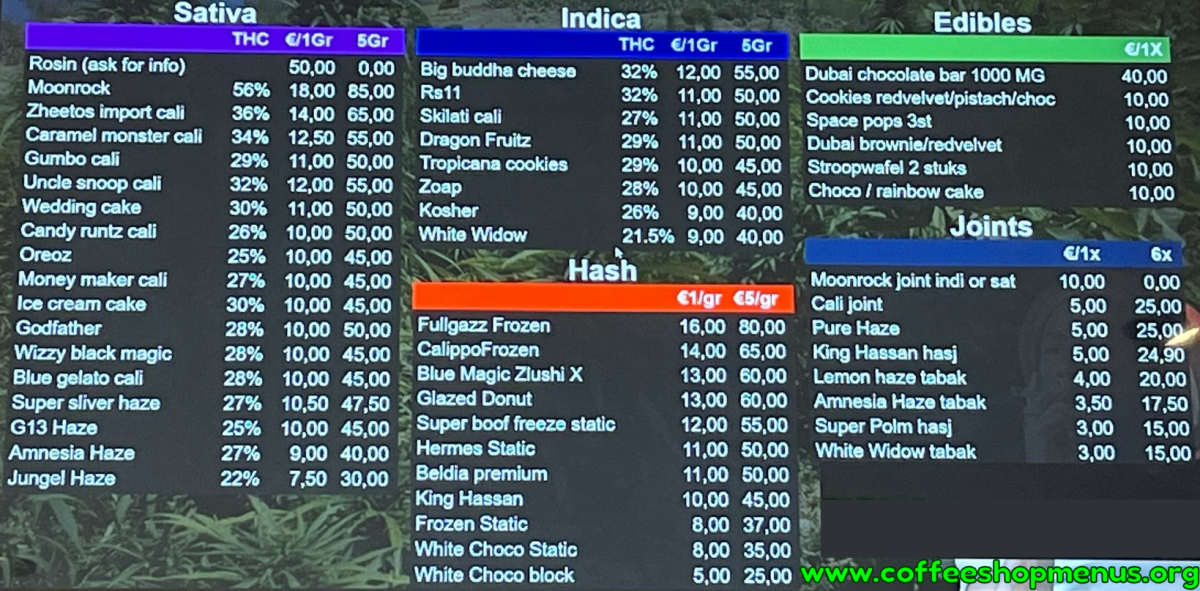 Sativa
THC €/1Gr 5Gr
Rosin (ask for info) 50,00 0,00
Moonrock 56% 18,00 85,00
Zheetos import cali 36% 14,00 65,00
Caramel monster cali 34% 12,50 55,00
Gumbo cali 29% 11,00 50,00
Uncle snoop cali 32% 12,00 55,00
Wedding cake 30% 11,00 50,00
Candy runtz cali 26% 10,00 50,00
Oreoz 25% 10,00 45,00
Money maker cali 27% 10,00 45,00
Ice cream cake 30% 10,00 45,00
Godfather 28% 10,00 50,00
Wizzy black magic 28% 10,00 45,00
Blue gelato cali 28% 10,00 45,00
Super sliver haze 27% 10,50 47,50
G13 Haze 25% 10,00 45,00
Amnesia Haze 27% 9,00 40,00
Jungel Haze 22% 7,50 30,00
Indica
THC €/1Gr 5Gr
Big buddha cheese 32% 12,00 55,00
Rs11 32% 11,00 50,00
Skilati cali 27% 11,00 50,00
Dragon Fruitz 29% 11,00 50,00
Tropicana cookies 29% 10,00 45,00
Zoap 28% 10,00 45,00
Kosher 26% 9,00 40,00
White Widow 21.5% 9,00 40,00
Hash
€1/gr €5/gr
Fullgazz Frozen 16,00 80,00
CalippoFrozen 14,00 65,00
Blue Magic Zlushi X 13,00 60,00
Glazed Donut 13,00 60,00
Super boof freeze static 12,00 55,00
Hermes Static 11,00 50,00
Beldia premium 11,00 50,00
King Hassan 10,00 45,00
Frozen Static 8,00 37,00
White Choco Static 8,00 35,00
White Choco block 5,00 25,00
Edibles
€/1X
Dubai chocolate bar 1000 MG 40,00
Cookies redvelvet/pistach/choc 10,00
Space pops 3st 10,00
Dubai brownie/redvelvet 10,00
Stroopwafel 2 stuks 10,00
Choco / rainbow cake 10,00
Joints
€/1x 6x
Moonrock joint indi or sat 10,00 0,00
Cali joint 5,00 25,00
Pure Haze 5,00 25,00
King Hassan hasj 5,00 24,90
Lemon haze tabak 4,00 20,00
Amnesia Haze tabak 3,50 17,50
Super Polm hasj 3,00 15,00
White Widow tabak 3,00 15,00
www.coffeeshopmenus.org